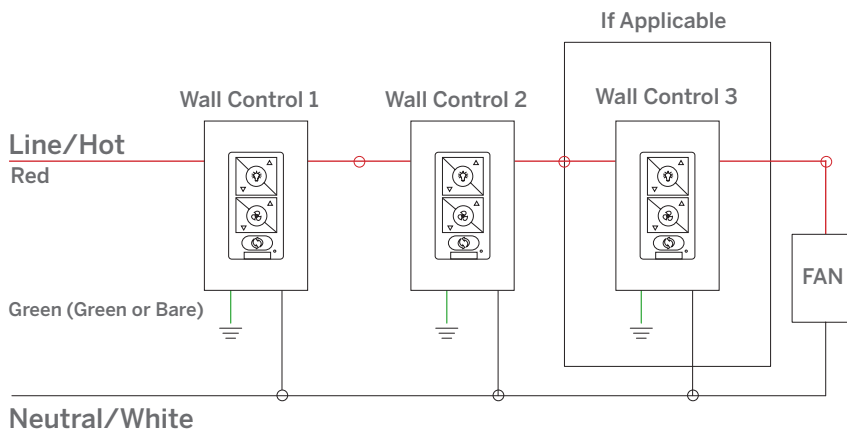 If Applicable
Wall Control 1
Wall Control 2
Wall Control 3
Line/Hot
Red
FAN
Green (Green or Bare)
Neutral/White